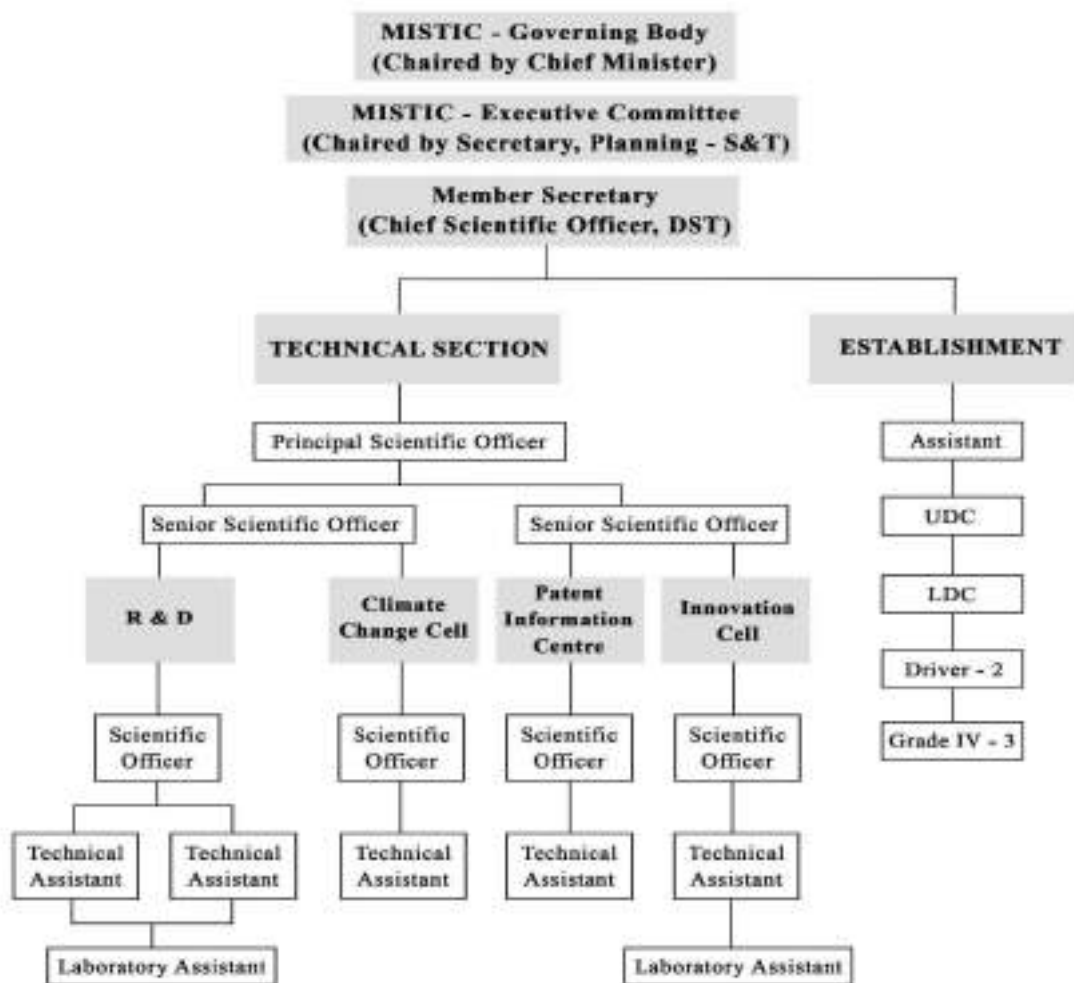 MISTIC - Governing Body
(Chaired by Chief Minister)
MISTIC - Executive Committee
(Chaired by Secretary, Planning - S&T)
Member Secretary
(Chief Scientific Officer, DST)
TECHNICAL SECTION
ESTABLISHMENT
Principal Scientific Officer
Assistant
Senior Scientific Officer
Senior Scientific Officer
UDC
R & D
Climate
Change Cell
Patent
Information
Centre
Innovation
Cell
LDC
Driver - 2
Scientific
Officer
Scientific
Officer
Scientific
Officer
Scientific
Officer
Grade IV - 3
Technical
Assistant
Technical
Assistant
Technical
Assistant
Technical
Assistant
Technical
Assistant
Laboratory Assistant
Laboratory Assistant